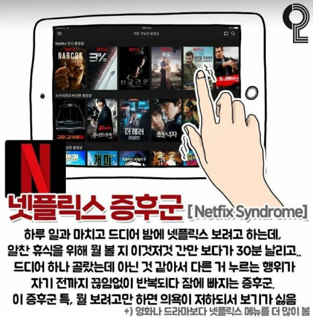 Netflix 인기 동영상
NARCOS
3%
N
넷플릭스 증후군 [ Netfix Syndrome]
하루 일과 마치고 드디어 밤에 넷플릭스 보려고 하는데,
알찬 휴식을 위해 뭘 볼 지 이것저것 간만 보다가 30분 날리고..
드디어 하나 골랐는데 아닌 것 같아서 다른 거 누르는 행위가
자기 전까지 끊임없이 반복되다 잠에 빠지는 증후군.
이 증후군 특, 뭘 보려고만 하면 의욕이 저하되서 보기가 싫음
+) 영화나 드라마보다 넷플릭스 메뉴를 더 많이 봄